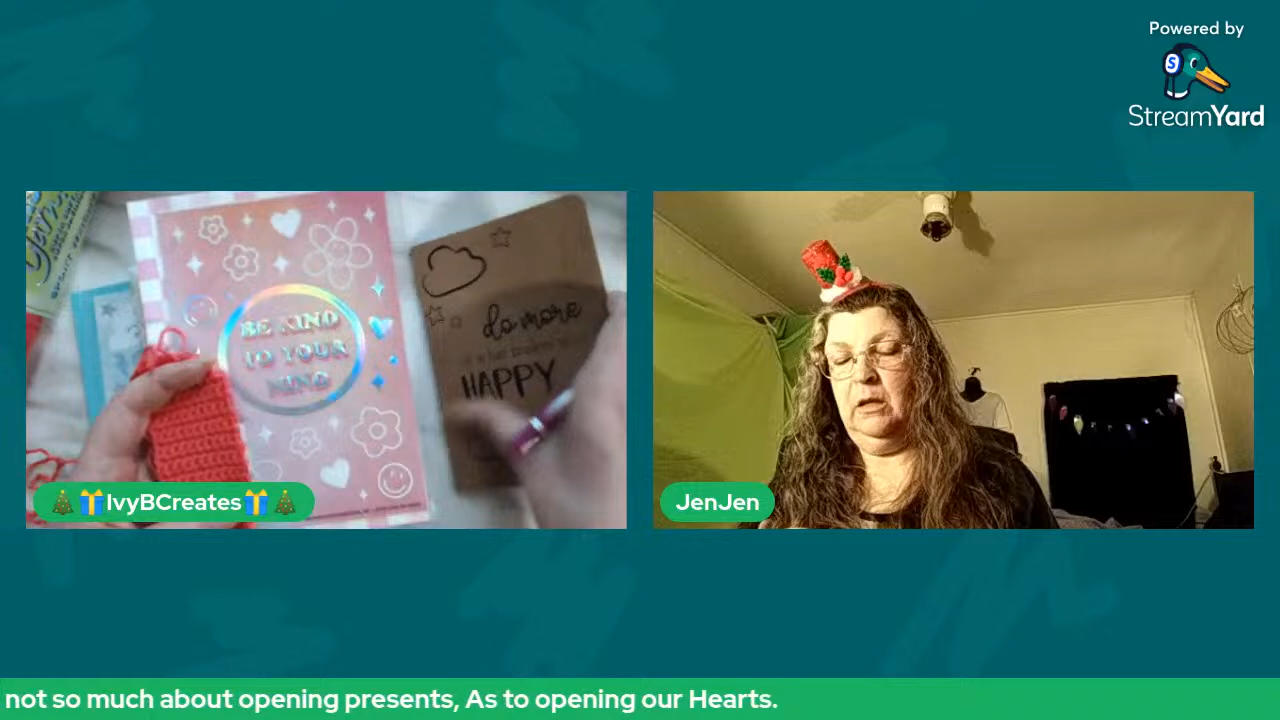 Powered by
S
StreamYard
BE KIND
TO YOUR
MIND
do more
HAPPY
🎄🎁IvyBCreates🎁🎄
JenJen
not so much about opening presents, As to opening our Hearts.